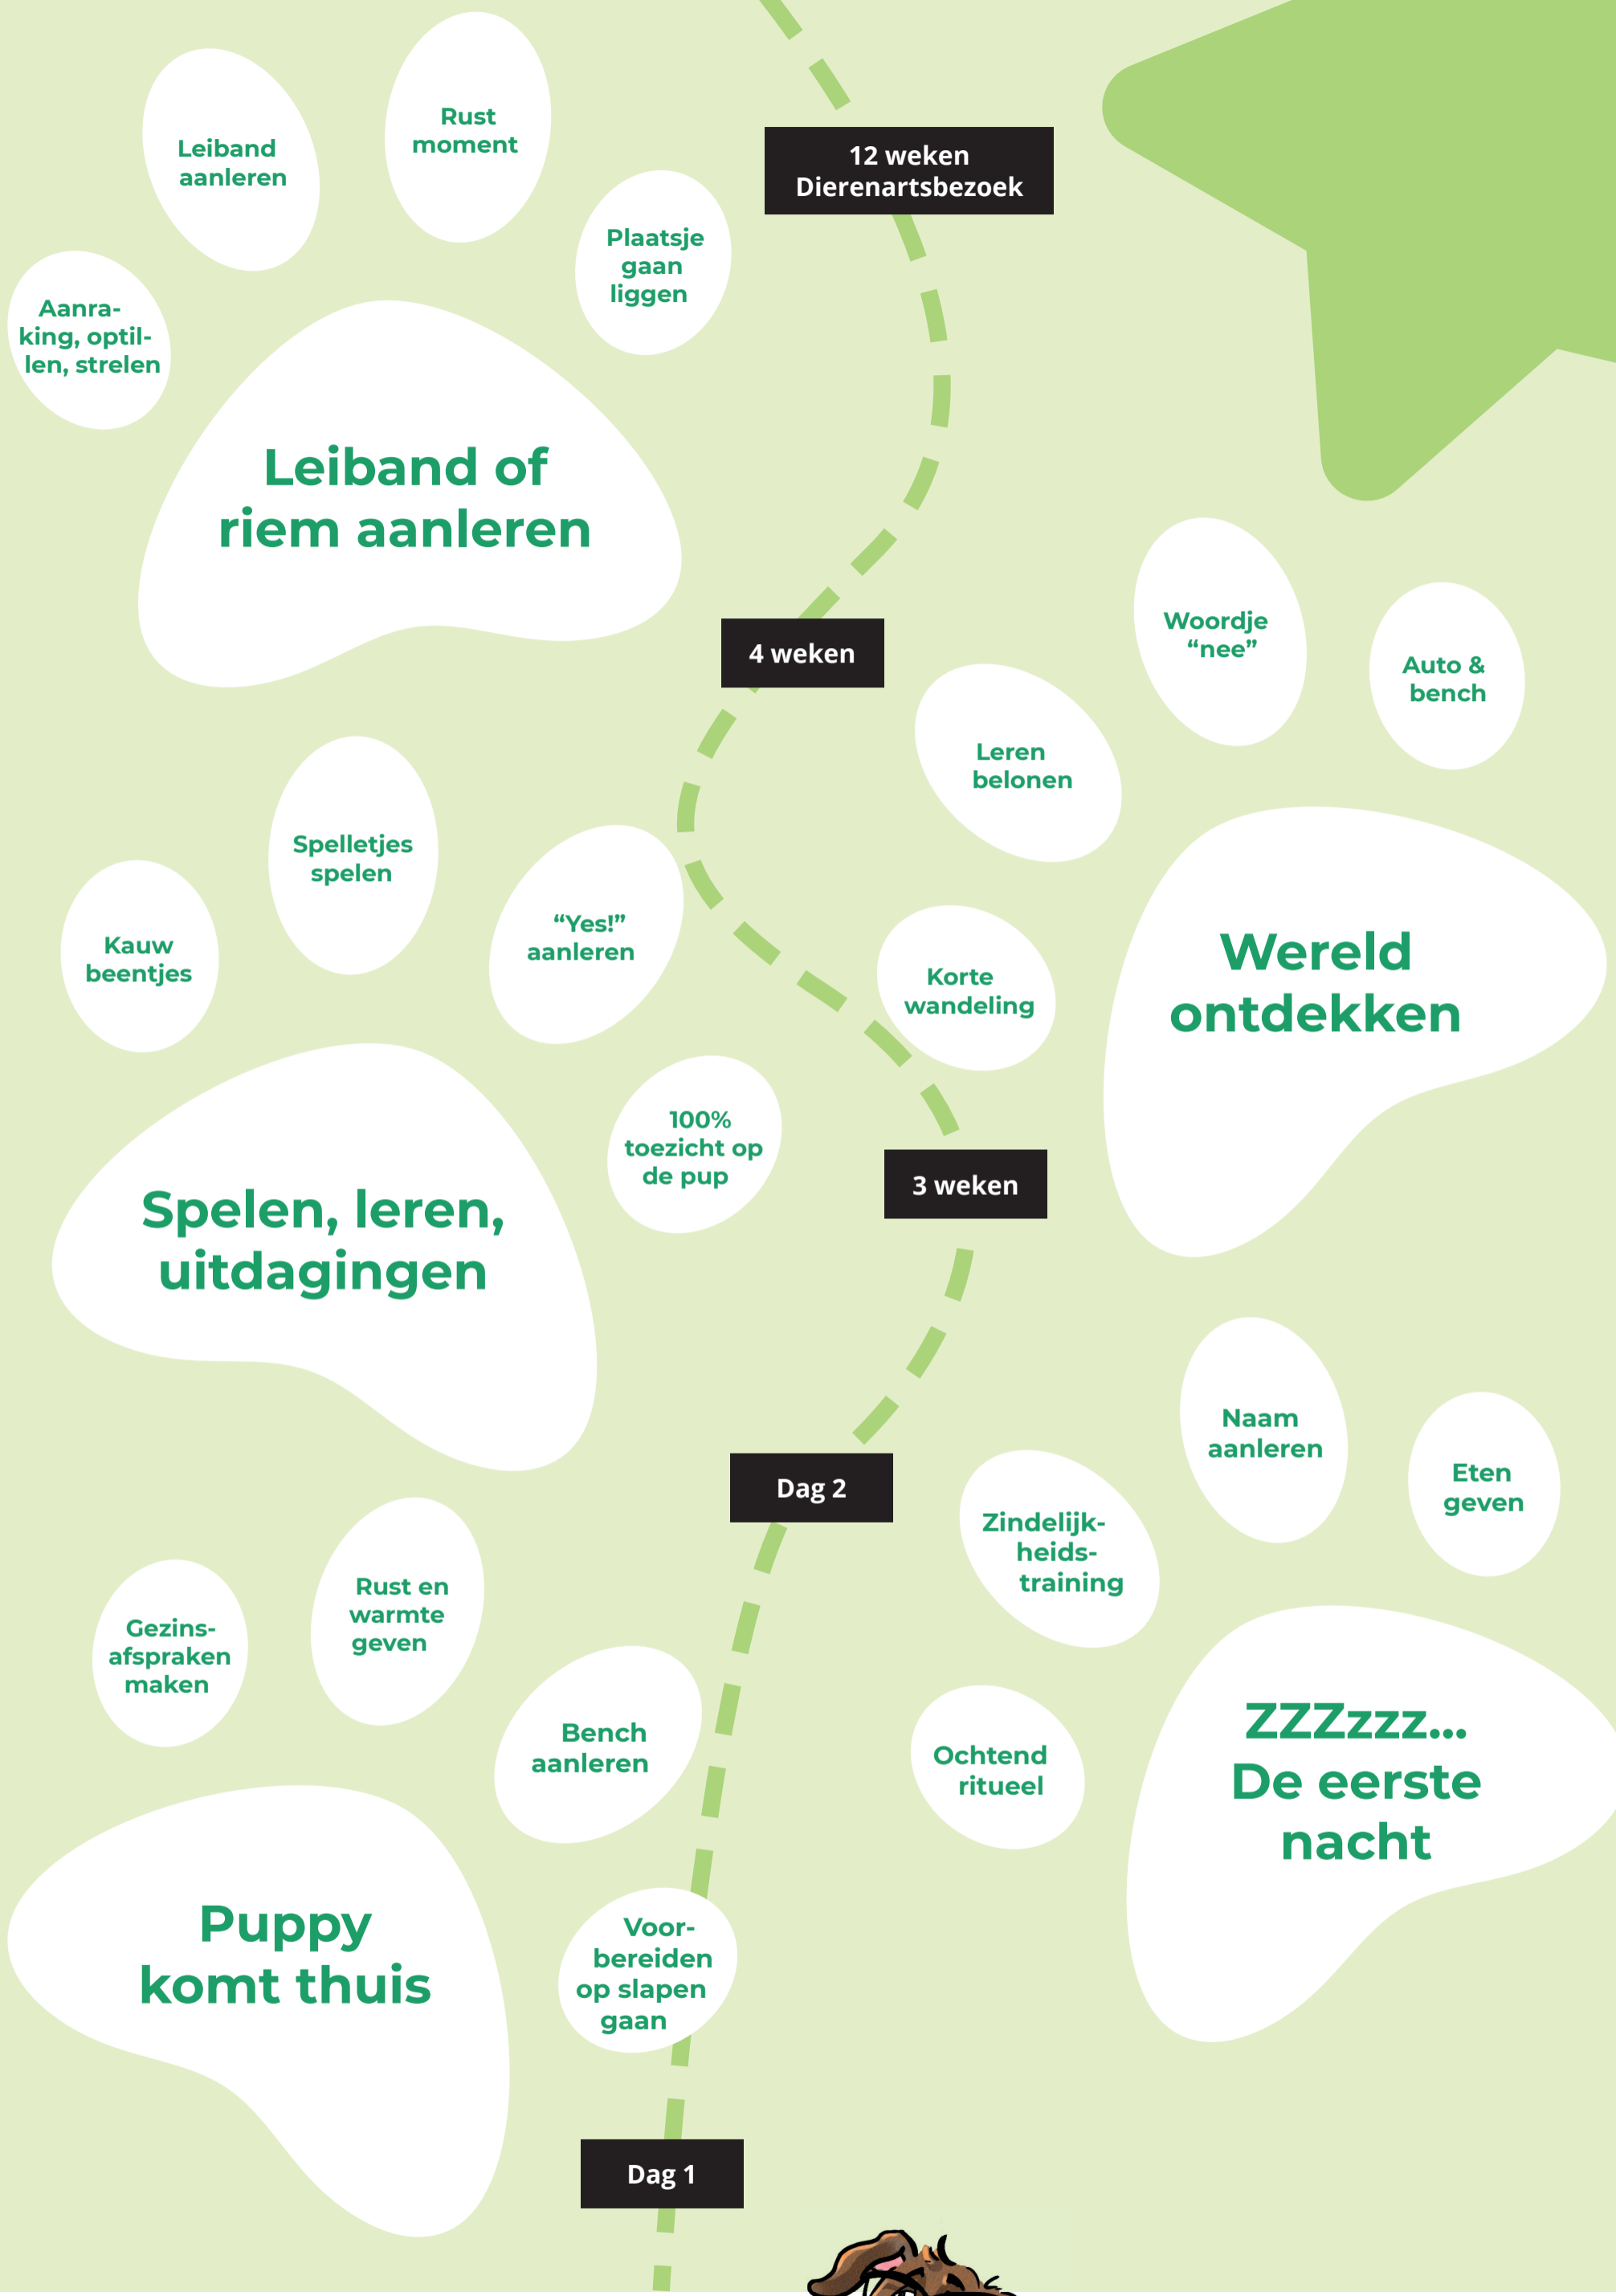 Leiband
aanleren
Rust
moment
12 weken
Dierenartsbezoek
Plaatsje
gaan
liggen
Aanra-
king, optil-
len, strelen
Leiband of
riem aanleren
4 weken
Woordje
“nee”
Auto &
bench
Leren
belonen
Spelletjes
spelen
Kauw
beentjes
“Yes!”
aanleren
Korte
wandeling
Wereld
ontdekken
100%
toezicht op
de pup
3 weken
Spelen, leren,
uitdagingen
Dag 2
Naam
aanleren
Eten
geven
Zindelijk-
heids-
training
Rust en
warmte
geven
Gezins-
afspraken
maken
Bench
aanleren
Ochtend
ritueel
ZZZzzz...
De eerste
nacht
Puppy
komt thuis
Voor-
bereiden
op slapen
gaan
Dag 1